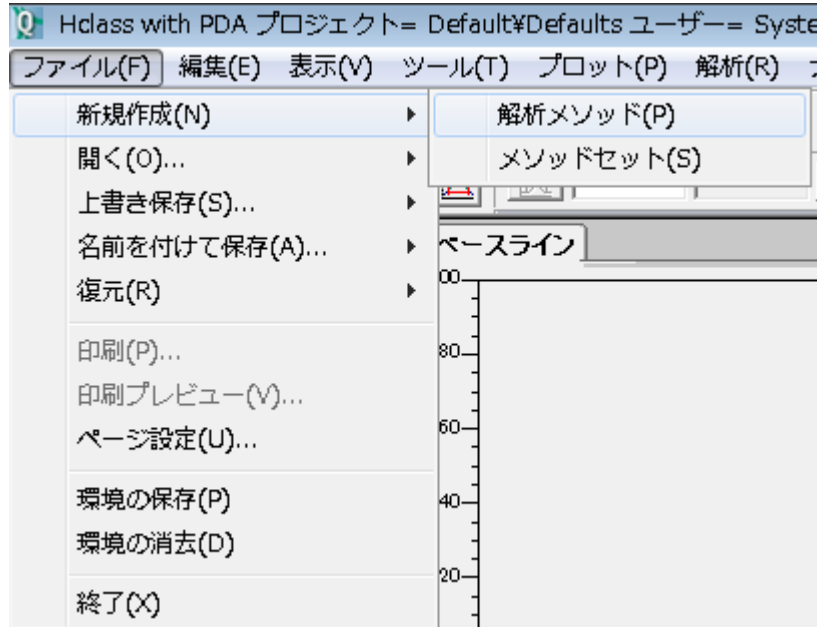 Hclass with PDA プロジェクト= Default¥Defaults ユーザー= Syste
ファイル(F) 編集(E) 表示(V) ツール(T) プロット(P) 解析(R)
新規作成(N)
解析メソッド(P)
開く(O)...
メソッドセット(S)
上書き保存(S)...
名前を付けて保存(A)...
ベースライン
復元(R)
00
印刷(P)...
80
印刷プレビュー(V)...
60
ページ設定(U)...
環境の保存(P)
40
環境の消去(D)
20
終了(X)